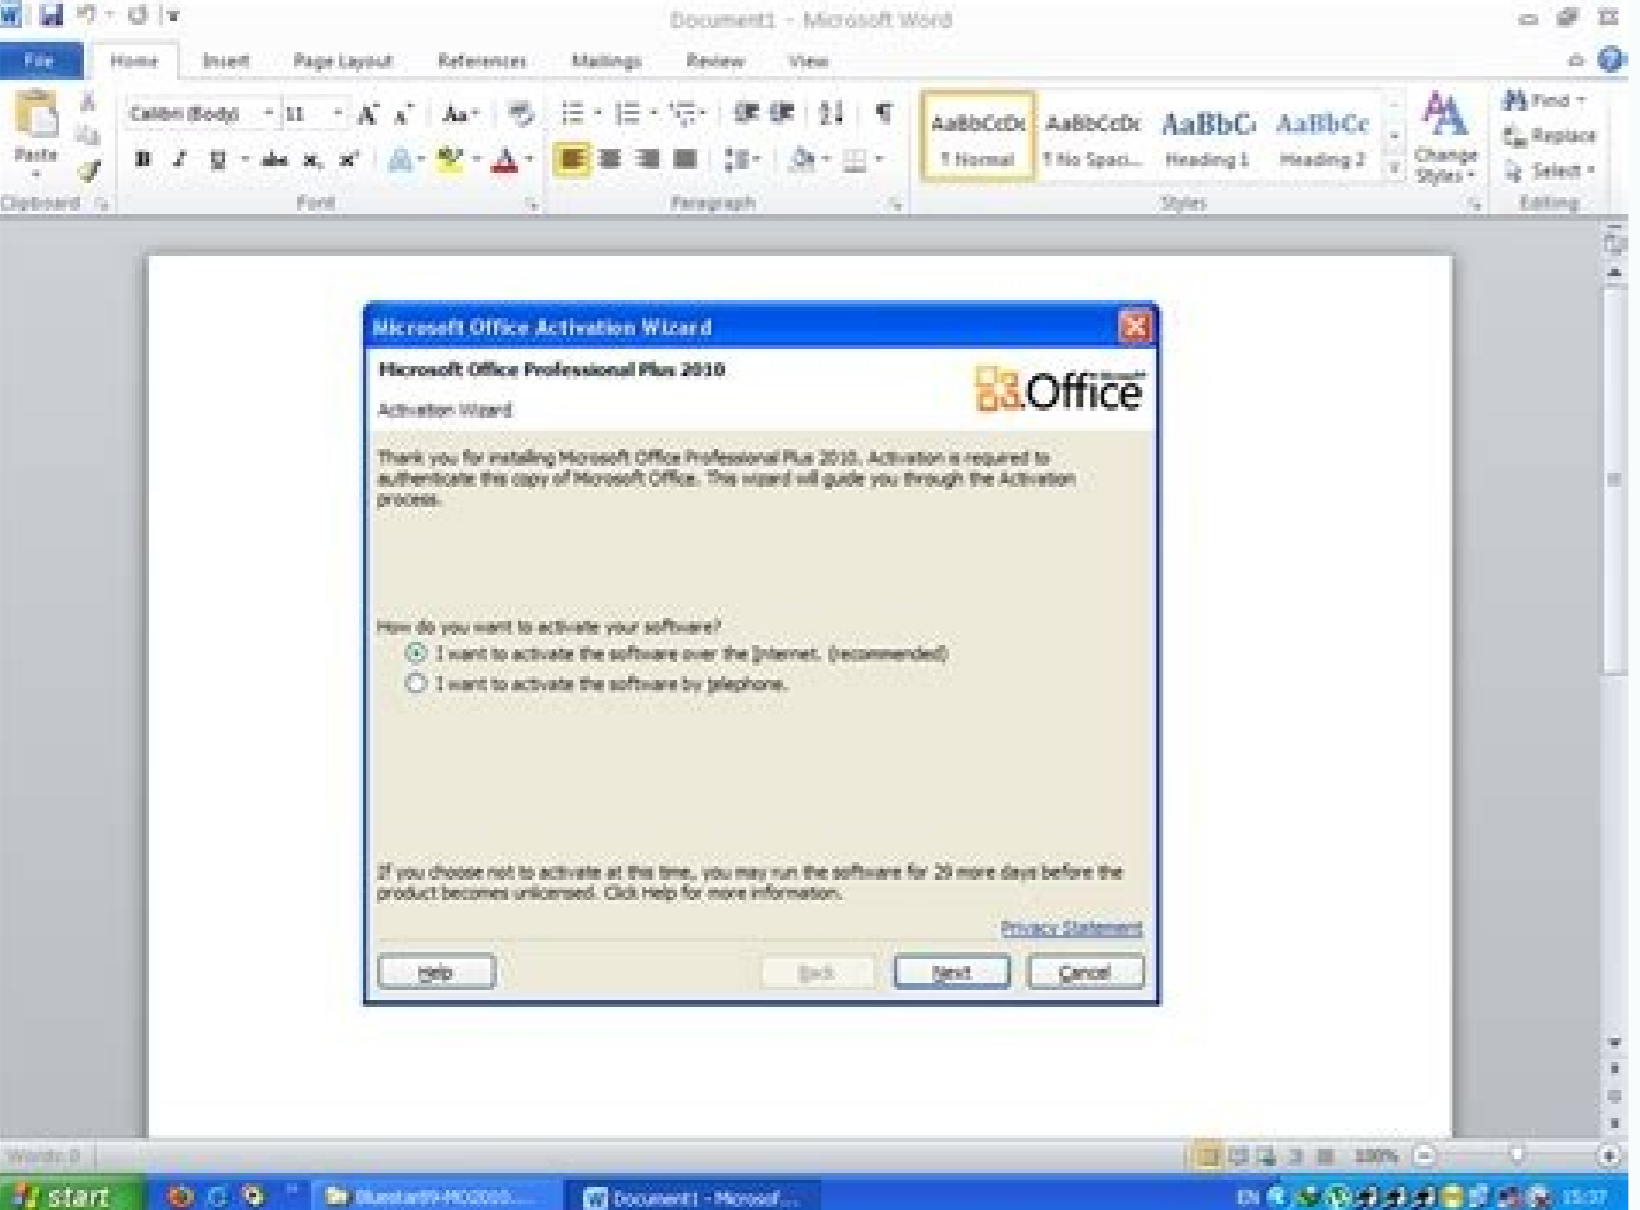 Document1 - Microsoft Word
File Home Insert Page Layout References Mailings Review View
Calibri (Body) 11 A A Aa
AaBbCcDc AaBbCcDc AaBbC AaBbCc
Find
Replace
Select
Paste
B I U abc
¶ Normal ¶ No Spaci... Heading 1 Heading 2
Change Styles
Clipboard Font Paragraph Styles Editing
Microsoft Office Activation Wizard
Microsoft Office Professional Plus 2010
Activation Wizard
Office
Thank you for installing Microsoft Office Professional Plus 2010. Activation is required to
authenticate this copy of Microsoft Office. This wizard will guide you through the Activation
process.
How do you want to activate your software?
I want to activate the software over the Internet. (recommended)
I want to activate the software by telephone.
If you choose not to activate at this time, you may run the software for 29 more days before the
product becomes unlicensed. Click Help for more information.
Privacy Statement
Help Back Next Cancel
Words: 0 100%
start Document1 - Microsof... EN 15:37